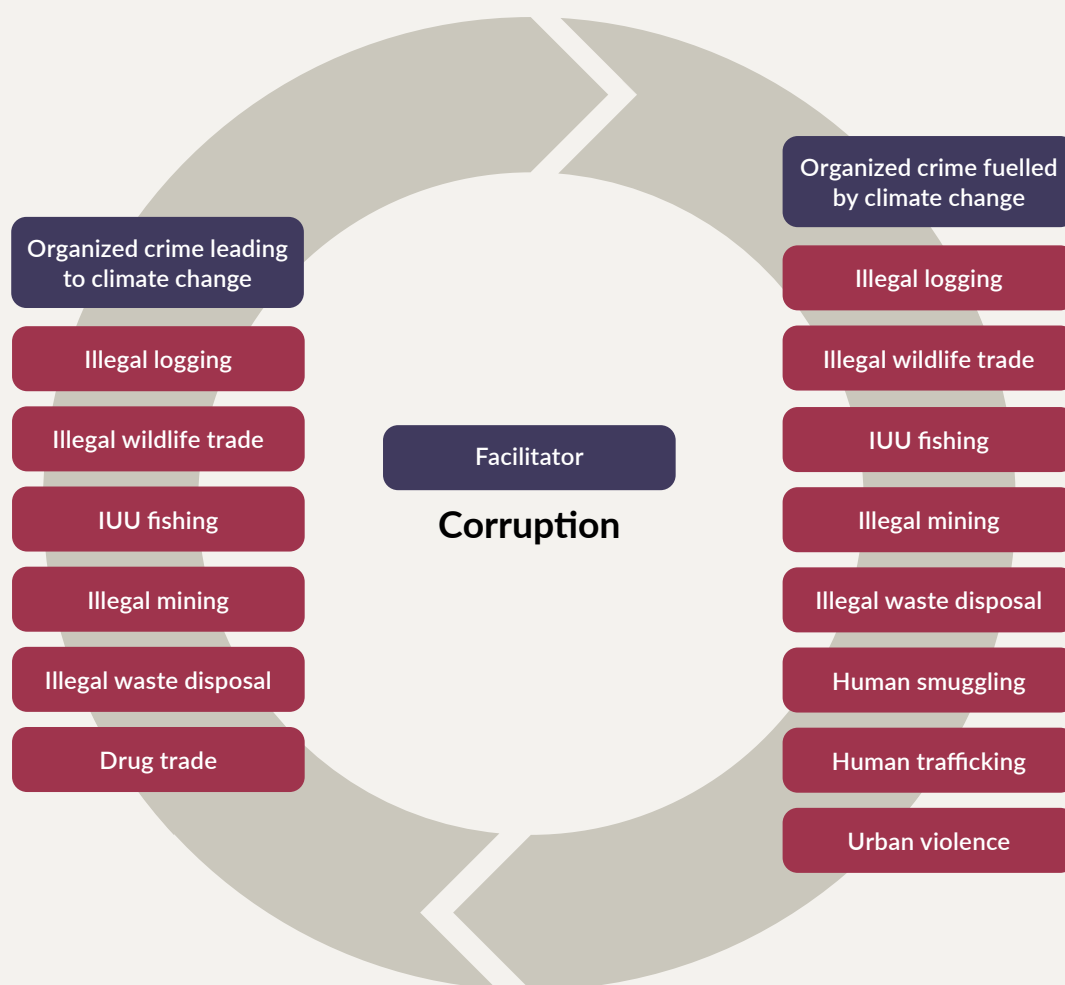 Organized crime leading
to climate change
Illegal logging
Illegal wildlife trade
IUU fishing
Illegal mining
Illegal waste disposal
Drug trade
Facilitator
Corruption
Organized crime fuelled
by climate change
Illegal logging
Illegal wildlife trade
IUU fishing
Illegal mining
Illegal waste disposal
Human smuggling
Human trafficking
Urban violence